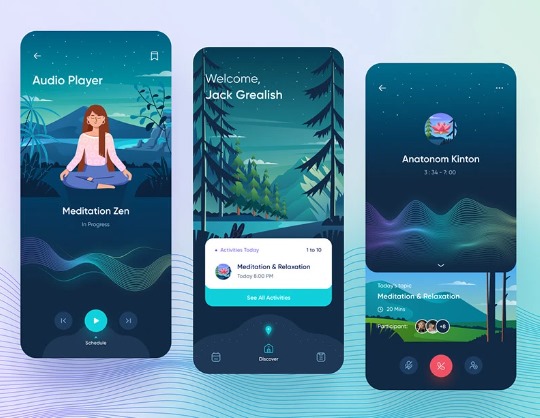 Audio Player
Meditation Zen
In Progress
Schedule
Welcome,
Jack Grealish
Activities Today
1 to 10
Meditation & Relaxation
Today 8:00 PM
See All Activities
Discover
Anatonom Kinton
3 : 34 - 7: 00
Today's topic
Meditation & Relaxation
20 Mins
Participant:
+8